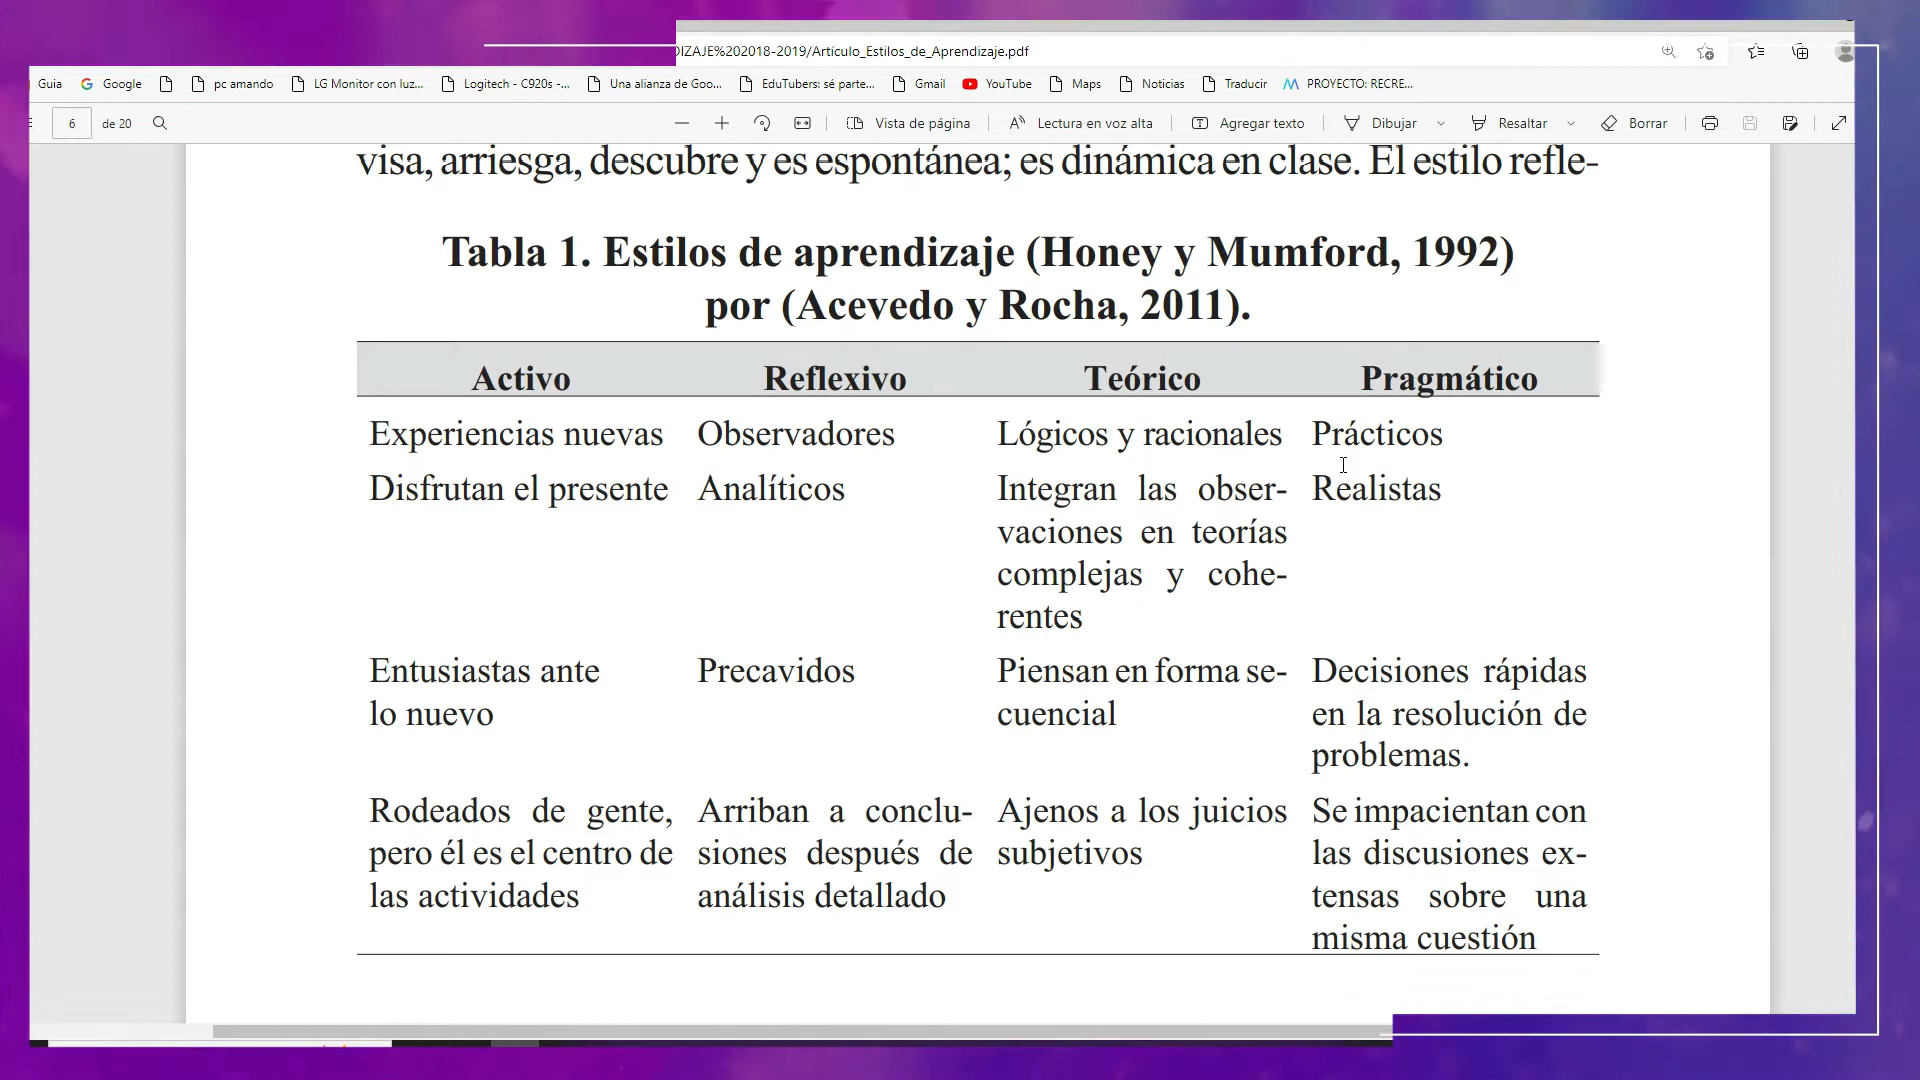 DIZAJE%202018-2019/Artículo_Estilos_de_Aprendizaje.pdf
Guia Google pc amando LG Monitor con luz... Logitech - C920s -... Una alianza de Goo... EduTubers: sé parte... Gmail YouTube Maps Noticias Traducir PROYECTO: RECRE...
6 de 20 Vista de página Lectura en voz alta Agregar texto Dibujar Resaltar Borrar
visa, arriesga, descubre y es espontánea; es dinámica en clase. El estilo refle-
Tabla 1. Estilos de aprendizaje (Honey y Mumford, 1992)
por (Acevedo y Rocha, 2011).
Activo Reflexivo Teórico Pragmático
Experiencias nuevas Observadores Lógicos y racionales Prácticos
Disfrutan el presente Analíticos Integran las obser- Realistas
vaciones en teorías
complejas y cohe-
rentes
Entusiastas ante Precavidos Piensan en forma se- Decisiones rápidas
lo nuevo cuencial en la resolución de
problemas.
Rodeados de gente, Arriban a conclu- Ajenos a los juicios Se impacientan con
pero él es el centro de siones después de subjetivos las discusiones ex-
las actividades análisis detallado tensas sobre una
misma cuestión